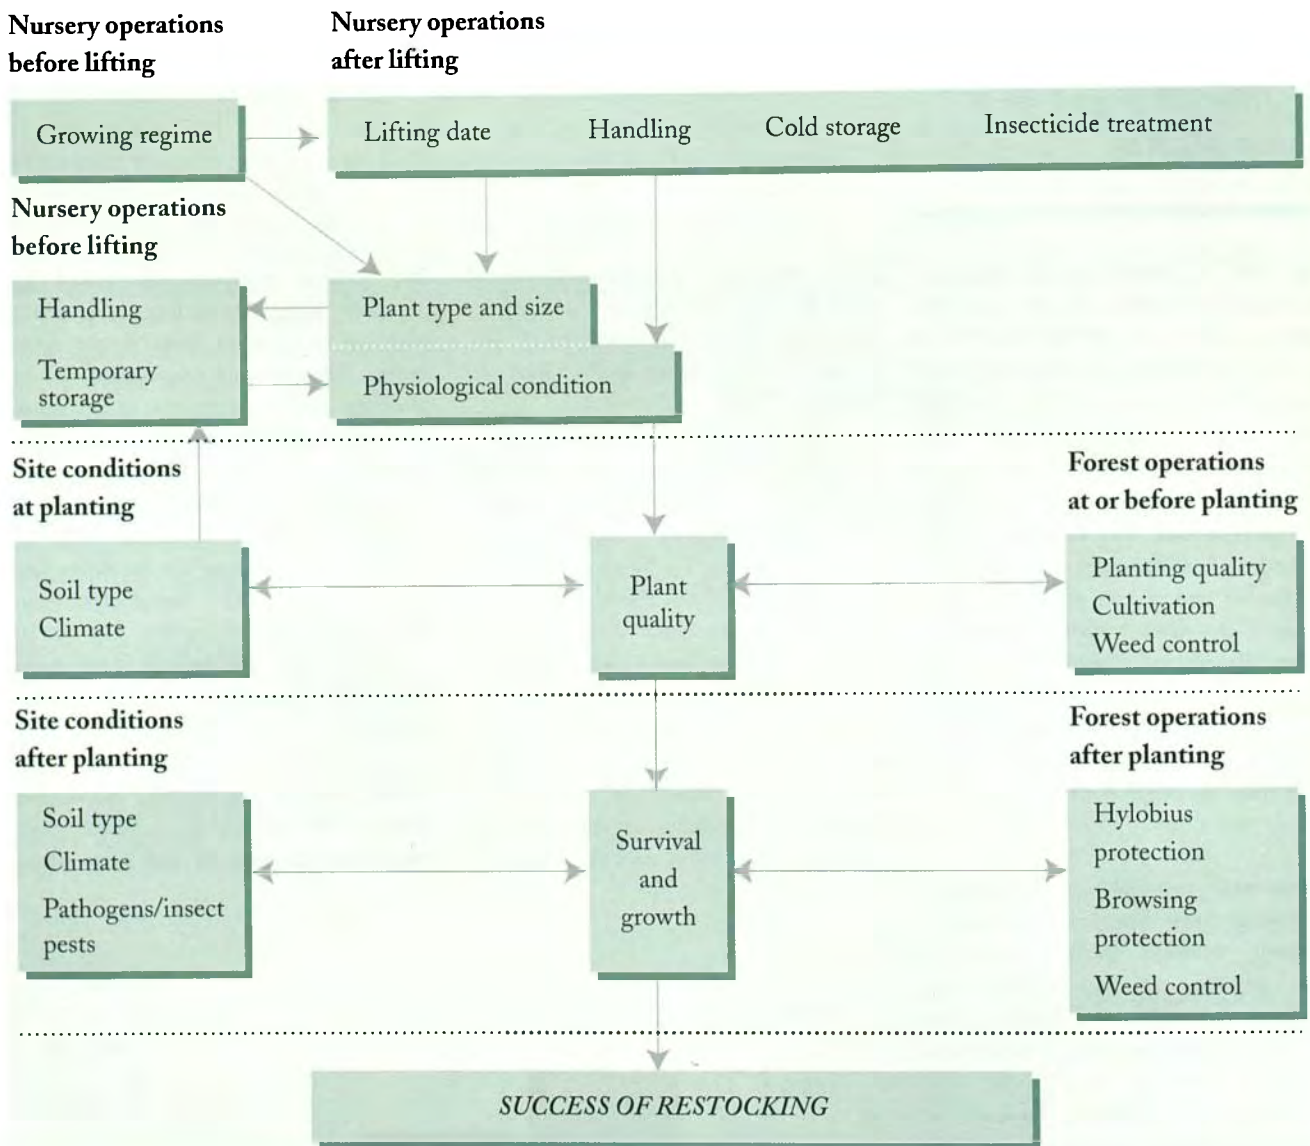 Nursery operations
before lifting
Nursery operations
after lifting
Growing regime
Lifting date Handling Cold storage Insecticide treatment
Nursery operations
before lifting
Handling
Temporary
storage
Plant type and size
Physiological condition
Site conditions
at planting
Soil type
Climate
Plant
quality
Forest operations
at or before planting
Planting quality
Cultivation
Weed control
Site conditions
after planting
Soil type
Climate
Pathogens/insect
pests
Survival
and
growth
Forest operations
after planting
Hylobius
protection
Browsing
protection
Weed control
SUCCESS OF RESTOCKING